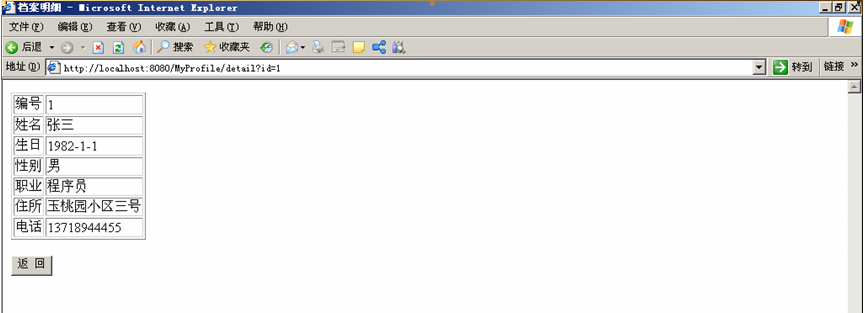 档案明细 - Microsoft Internet Explorer
文件(F) 编辑(E) 查看(V) 收藏(A) 工具(T) 帮助(H)
后退 搜索 收藏夹
地址(D) http://localhost:8080/MyProfile/detail?id=1 转到 链接 »
编号 1
姓名 张三
生日 1982-1-1
性别 男
职业 程序员
住所 玉桃园小区三号
电话 13718944455
返 回